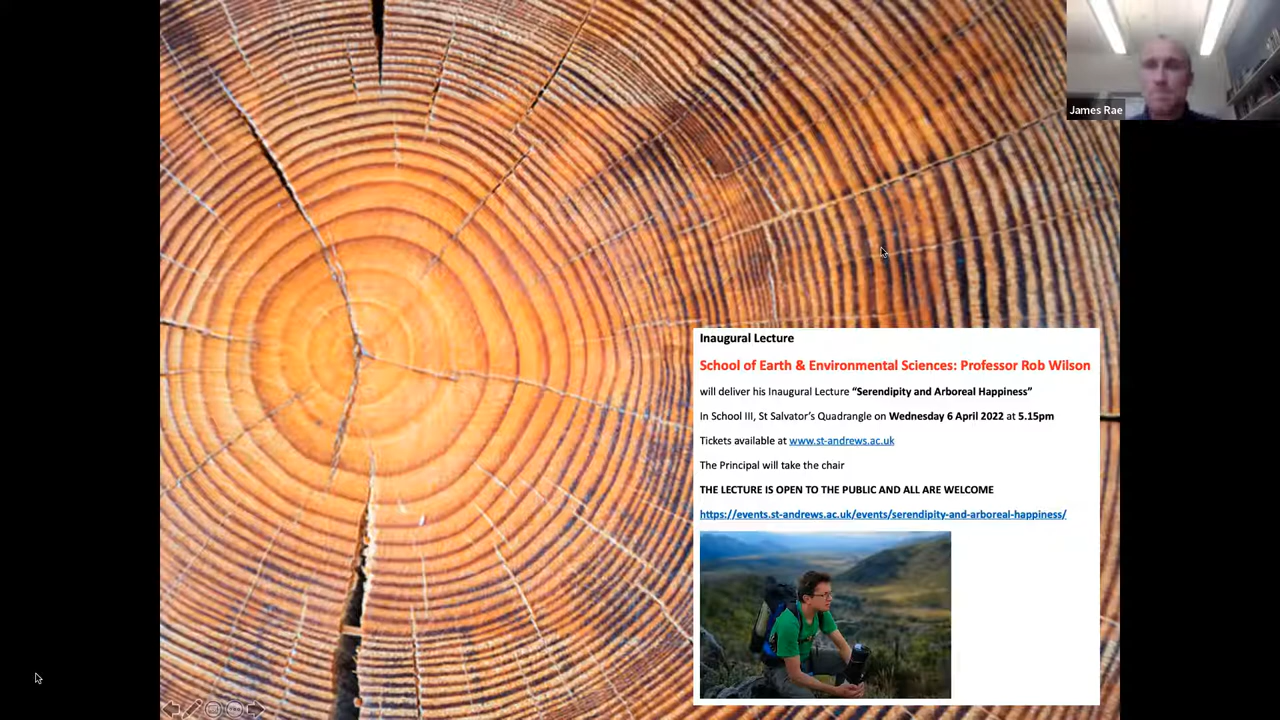 James Rae
Inaugural Lecture
School of Earth & Environmental Sciences: Professor Rob Wilson
will deliver his Inaugural Lecture “Serendipity and Arboreal Happiness”
In School III, St Salvator’s Quadrangle on Wednesday 6 April 2022 at 5.15pm
Tickets available at www.st-andrews.ac.uk
The Principal will take the chair
THE LECTURE IS OPEN TO THE PUBLIC AND ALL ARE WELCOME
https://events.st-andrews.ac.uk/events/serendipity-and-arboreal-happiness/